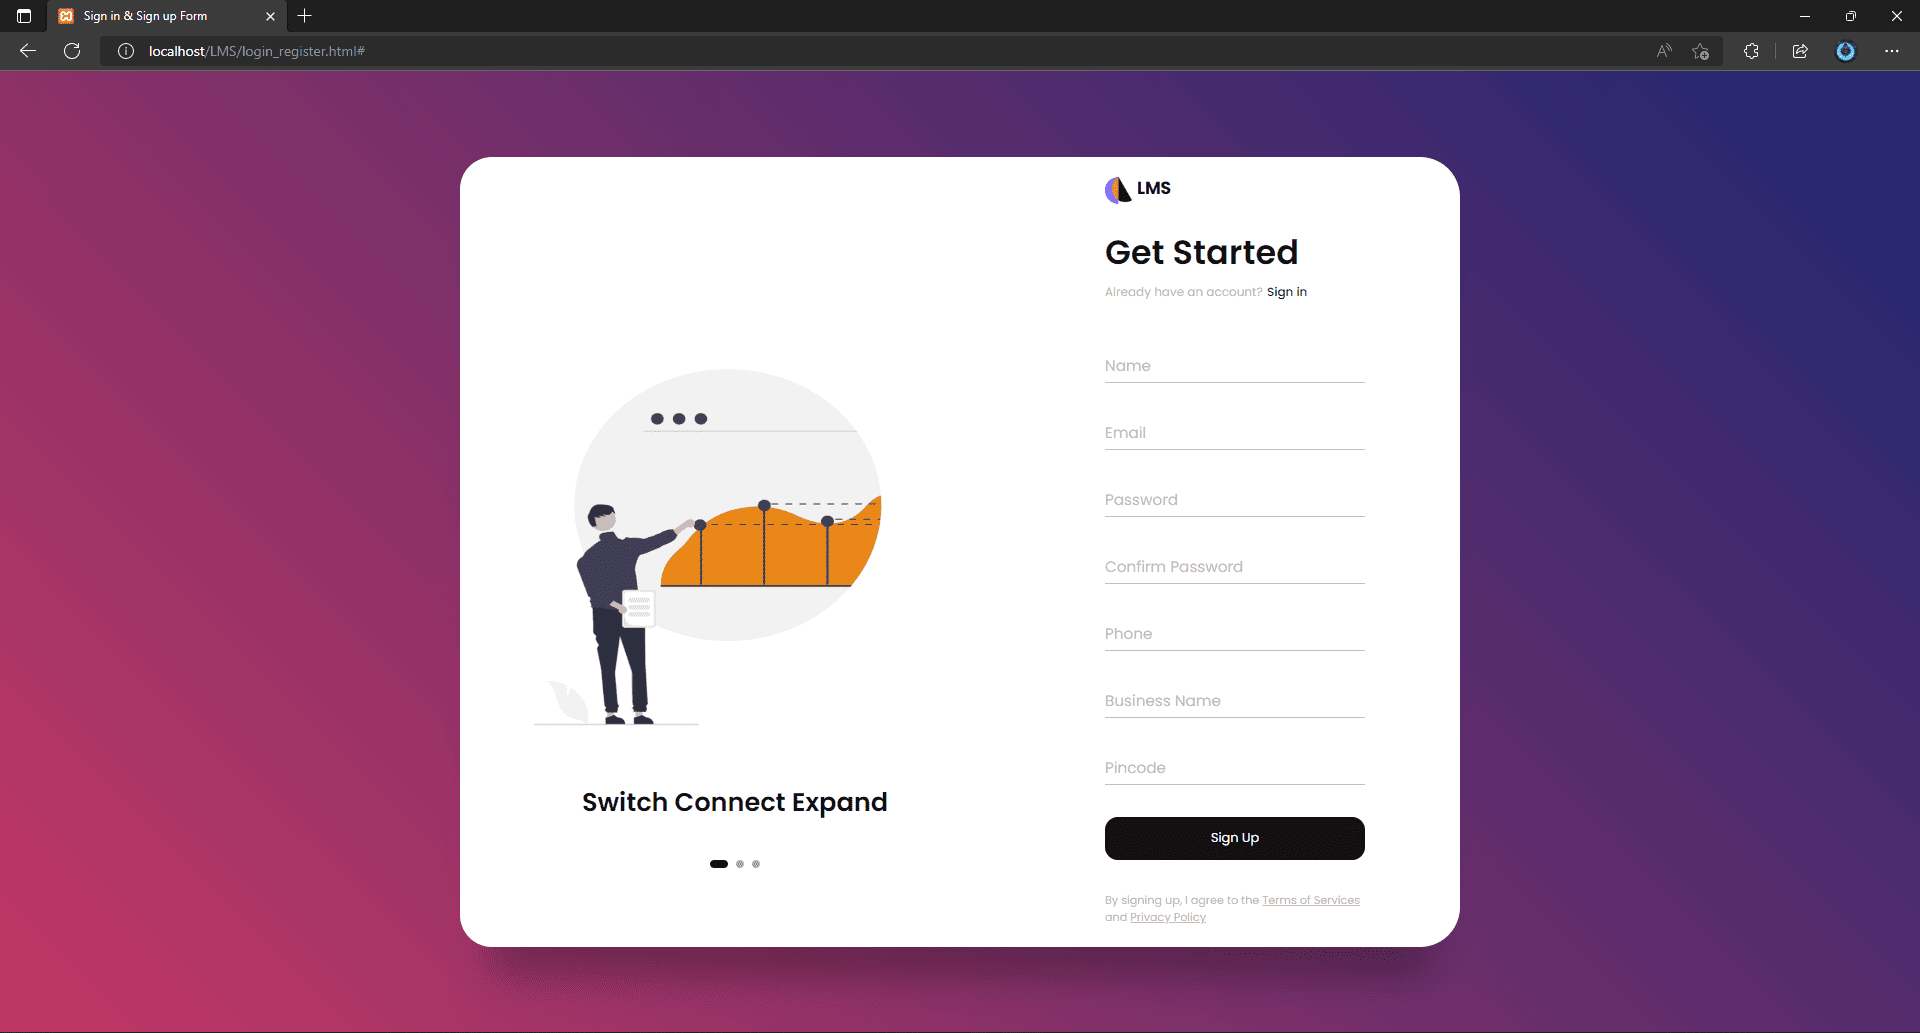 Sign in & Sign up Form
localhost/LMS/login_register.html#
LMS
Get Started
Already have an account? Sign in
Name
Email
Password
Confirm Password
Phone
Business Name
Pincode
Sign Up
By signing up, I agree to the Terms of Services
and Privacy Policy
Switch Connect Expand